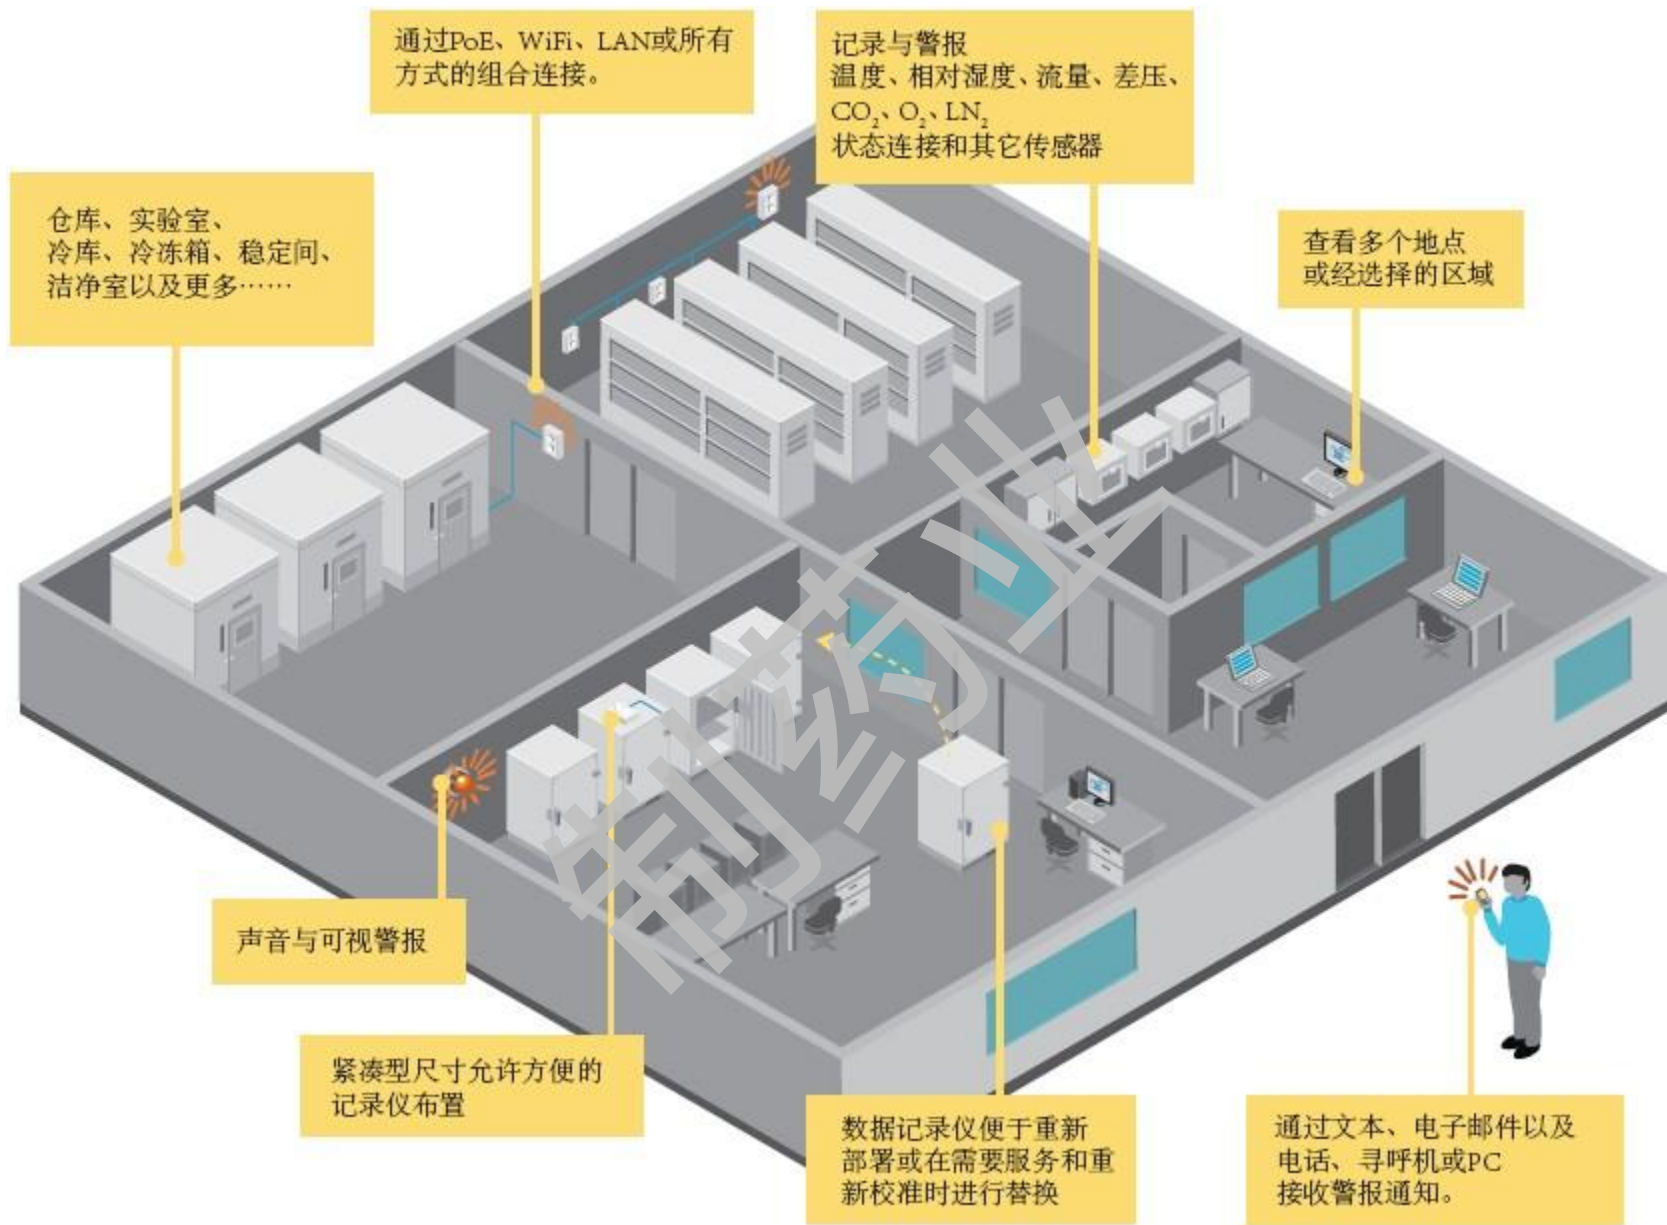 通过PoE、WiFi、LAN或所有
方式的组合连接。
记录与警报
温度、相对湿度、流量、差压、
CO₂、O₂、LN₂
状态连接和其它传感器
仓库、实验室、
冷库、冷冻箱、稳定间、
洁净室以及更多……
查看多个地点
或经选择的区域
制药业
声音与可视警报
紧凑型尺寸允许方便的
记录仪布置
数据记录仪便于重新
部署或在需要服务和重
新校准时进行替换
通过文本、电子邮件以及
电话、寻呼机或PC
接收警报通知。